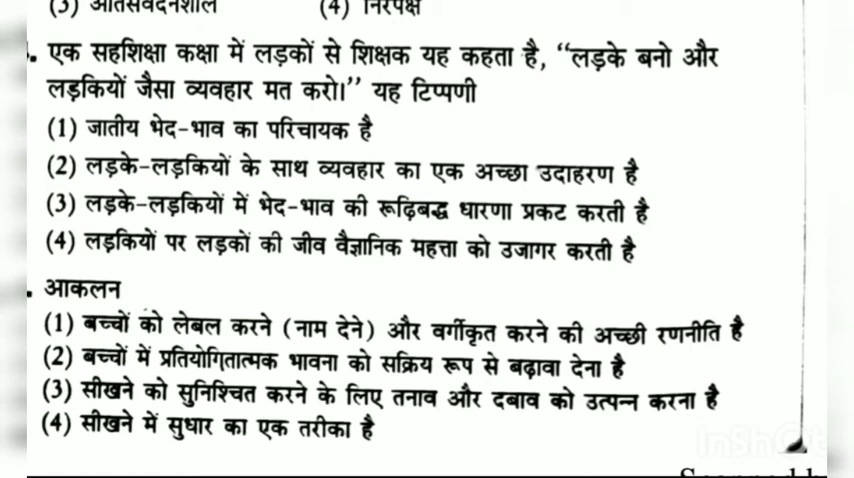 (3) अतिसंवेदनशील (4) निरपेक्ष
. एक सहशिक्षा कक्षा में लड़कों से शिक्षक यह कहता है, “लड़के बनो और
लड़कियों जैसा व्यवहार मत करो।” यह टिप्पणी
(1) जातीय भेद-भाव का परिचायक है
(2) लड़के-लड़कियों के साथ व्यवहार का एक अच्छा उदाहरण है
(3) लड़के-लड़कियों में भेद-भाव की रूढ़िबद्ध धारणा प्रकट करती है
(4) लड़कियों पर लड़कों की जीव वैज्ञानिक महत्ता को उजागर करती है
. आकलन
(1) बच्चों को लेबल करने (नाम देने) और वर्गीकृत करने की अच्छी रणनीति है
(2) बच्चों में प्रतियोगितात्मक भावना को सक्रिय रूप से बढ़ावा देना है
(3) सीखने को सुनिश्चित करने के लिए तनाव और दबाव को उत्पन्न करना है
(4) सीखने में सुधार का एक तरीका है
InShOt